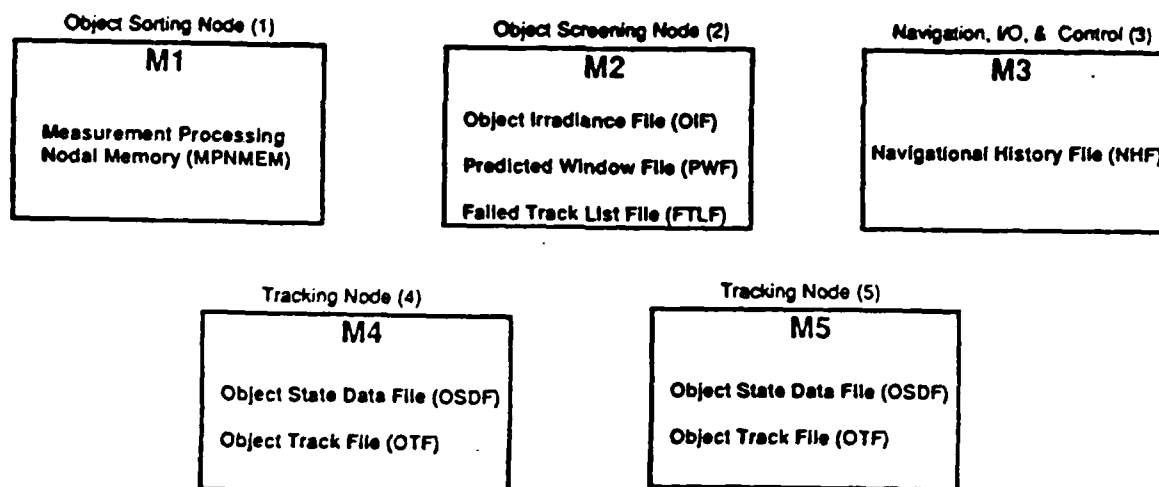 Object Sorting Node (1)
M1
Measurement Processing
Nodal Memory (MPNMEM)
Object Screening Node (2)
M2
Object Irradiance File (OIF)
Predicted Window File (PWF)
Failed Track List File (FTLF)
Navigation, I/O, & Control (3)
M3
Navigational History File (NHF)
Tracking Node (4)
M4
Object State Data File (OSDF)
Object Track File (OTF)
Tracking Node (5)
M5
Object State Data File (OSDF)
Object Track File (OTF)